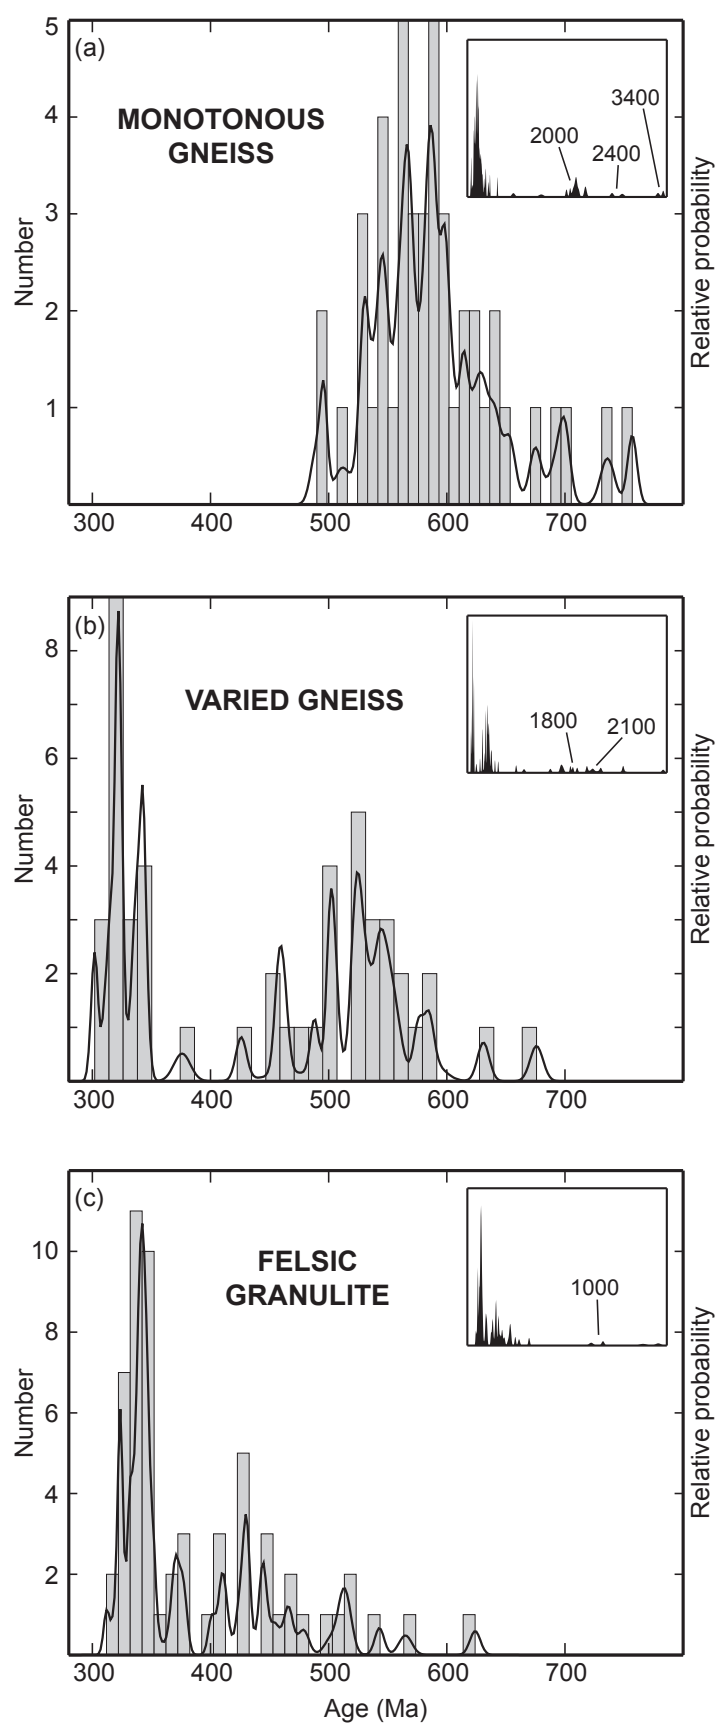 (a)
MONOTONOUS
GNEISS
5
4
3
2
1
Number
Relative probability
2000
2400
3400
300 400 500 600 700
(b)
VARIED GNEISS
8
6
4
2
Number
Relative probability
1800
2100
300 400 500 600 700
(c)
FELSIC
GRANULITE
10
8
6
4
2
Number
Relative probability
1000
300 400 500 600 700
Age (Ma)